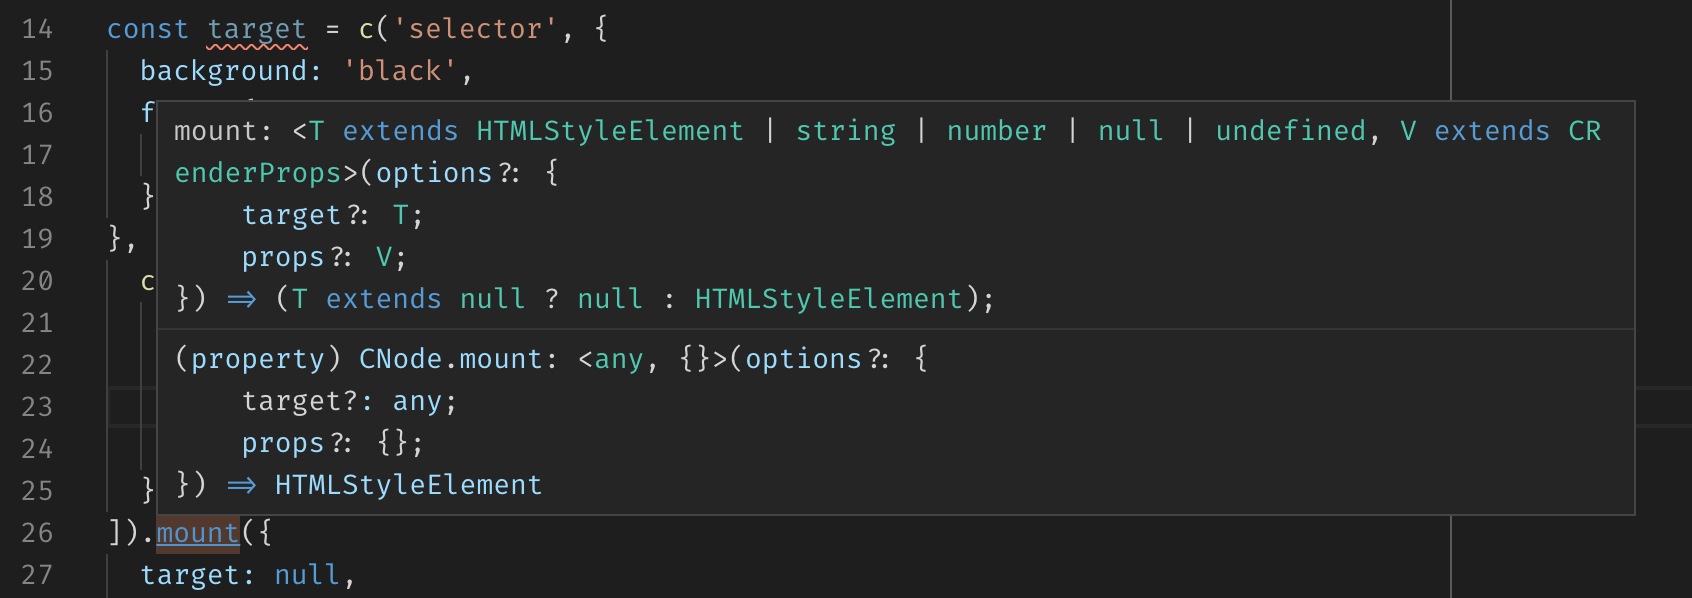 14 const target = c('selector', {
15 background: 'black',
16 f
17
18 }
19 },
20 c
21
22
23
24
25 }
26 ]).mount({
27 target: null,
mount: <T extends HTMLStyleElement | string | number | null | undefined, V extends CR
enderProps>(options?: {
target?: T;
props?: V;
}) => (T extends null ? null : HTMLStyleElement);
(property) CNode.mount: <any, {}>(options?: {
target?: any;
props?: {};
}) => HTMLStyleElement